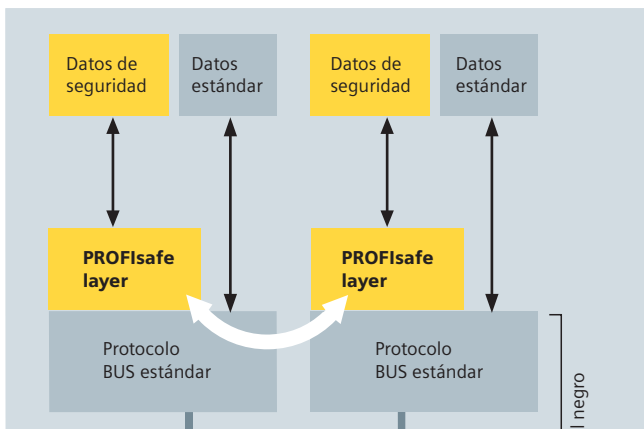 Datos de
seguridad
Datos
estándar
Datos de
seguridad
Datos
estándar
PROFIsafe
layer
PROFIsafe
layer
Protocolo
BUS estándar
Protocolo
BUS estándar
l negro